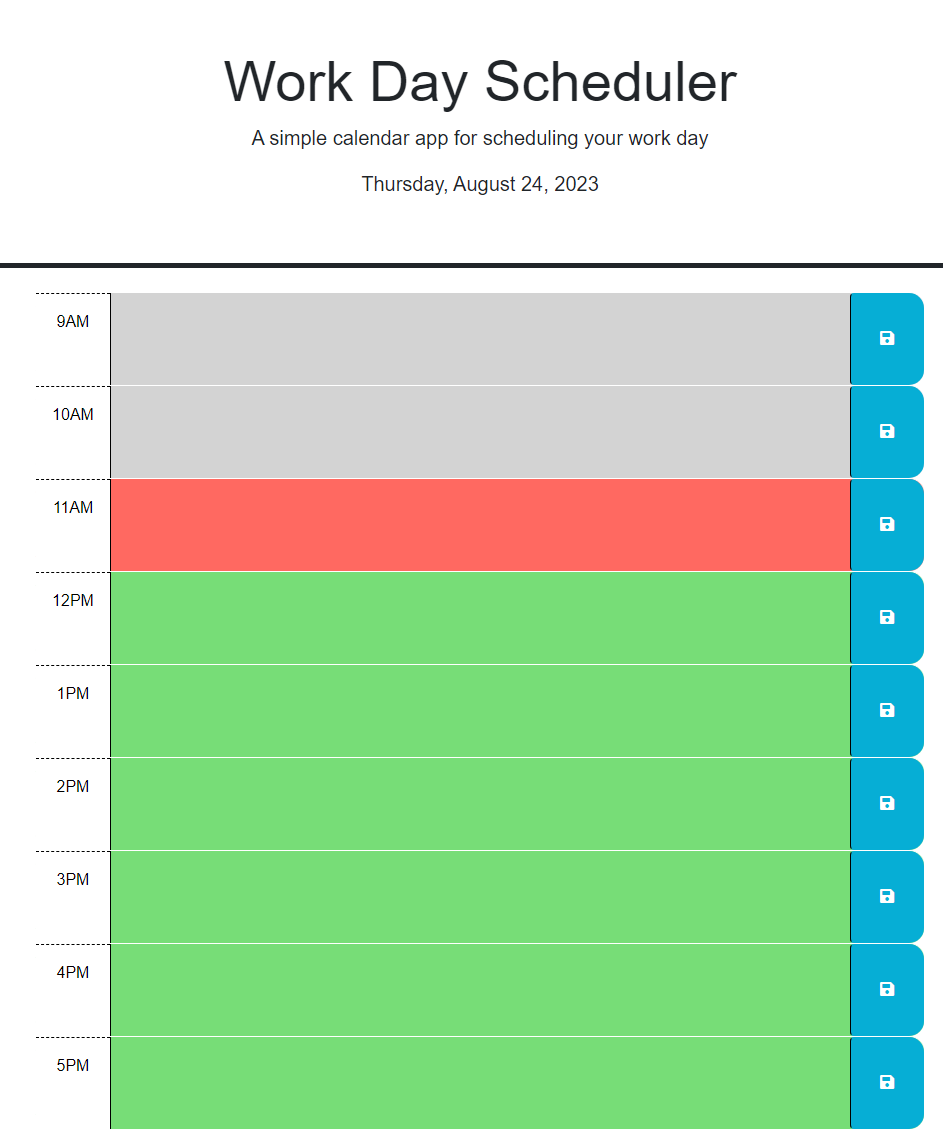 Work Day Scheduler
A simple calendar app for scheduling your work day
Thursday, August 24, 2023
9AM
10AM
11AM
12PM
1PM
2PM
3PM
4PM
5PM